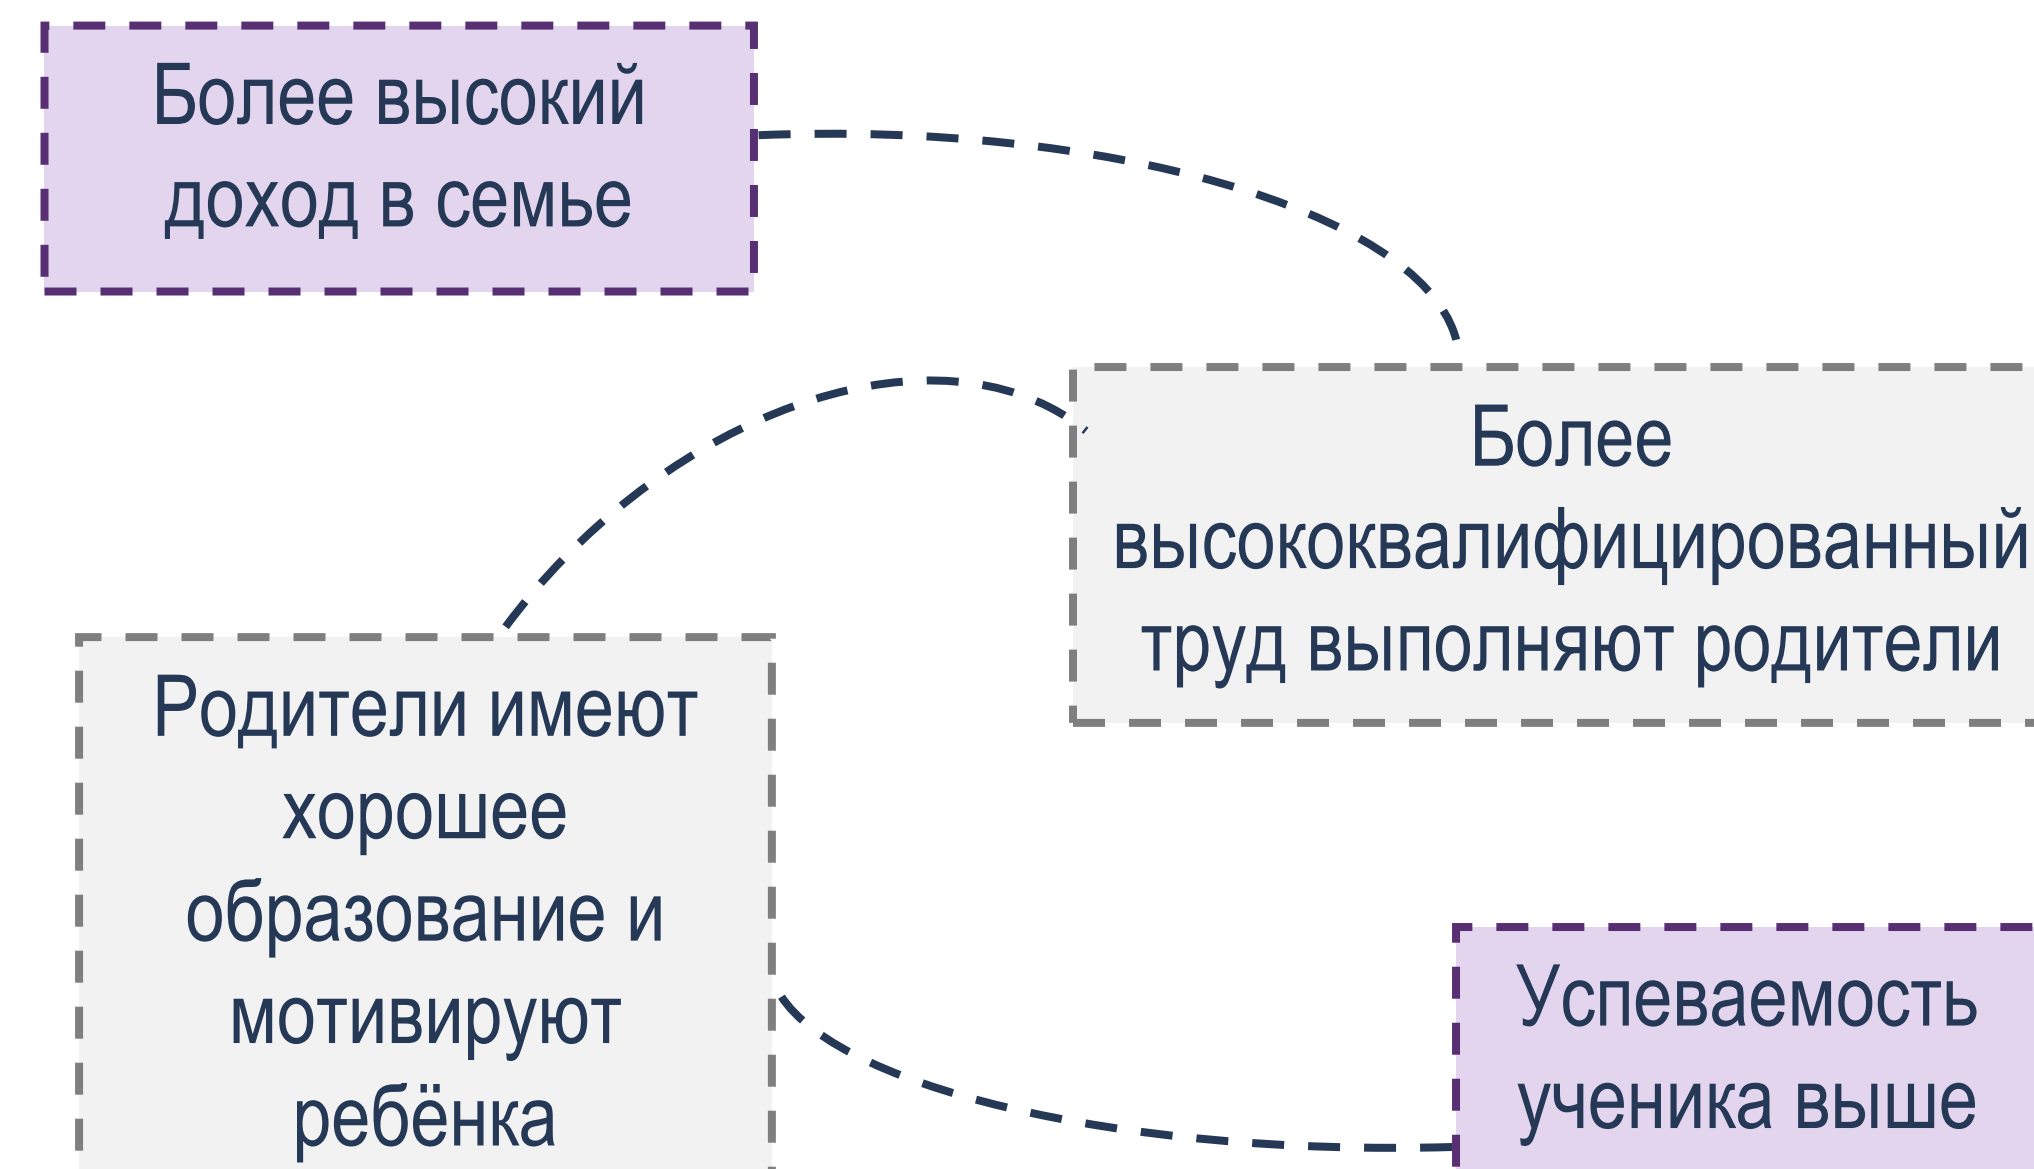 Более высокий
доход в семье
Более
высококвалифицированный
труд выполняют родители
Родители имеют
хорошее
образование и
мотивируют
ребёнка
Успеваемость
ученика выше